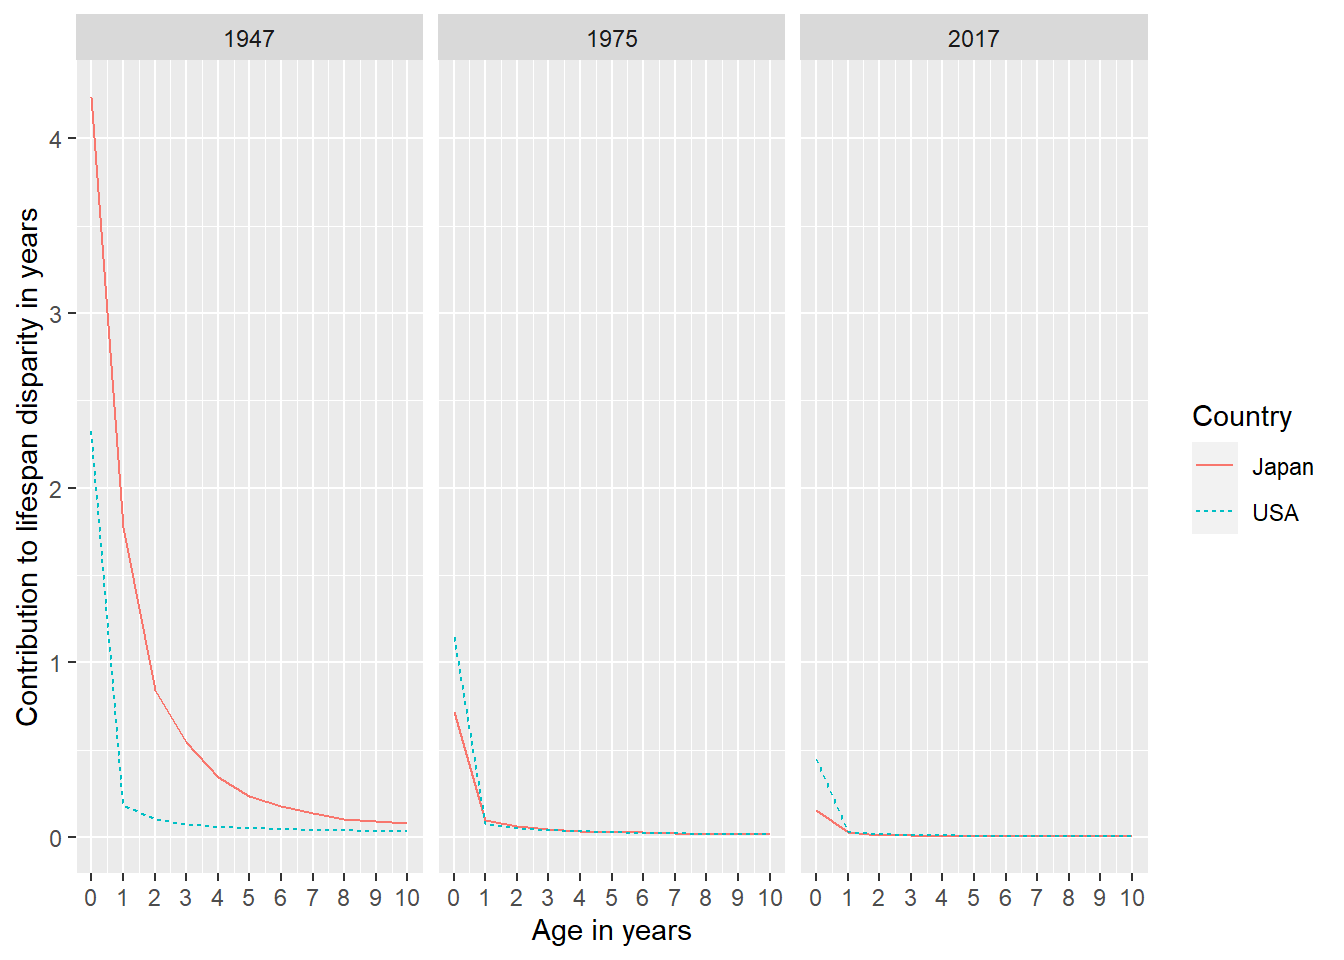 1947 1975 2017
4
3
2
1
0
Contribution to lifespan disparity in years
0 1 2 3 4 5 6 7 8 9 10 0 1 2 3 4 5 6 7 8 9 10 0 1 2 3 4 5 6 7 8 9 10
Age in years
Country
Japan
USA